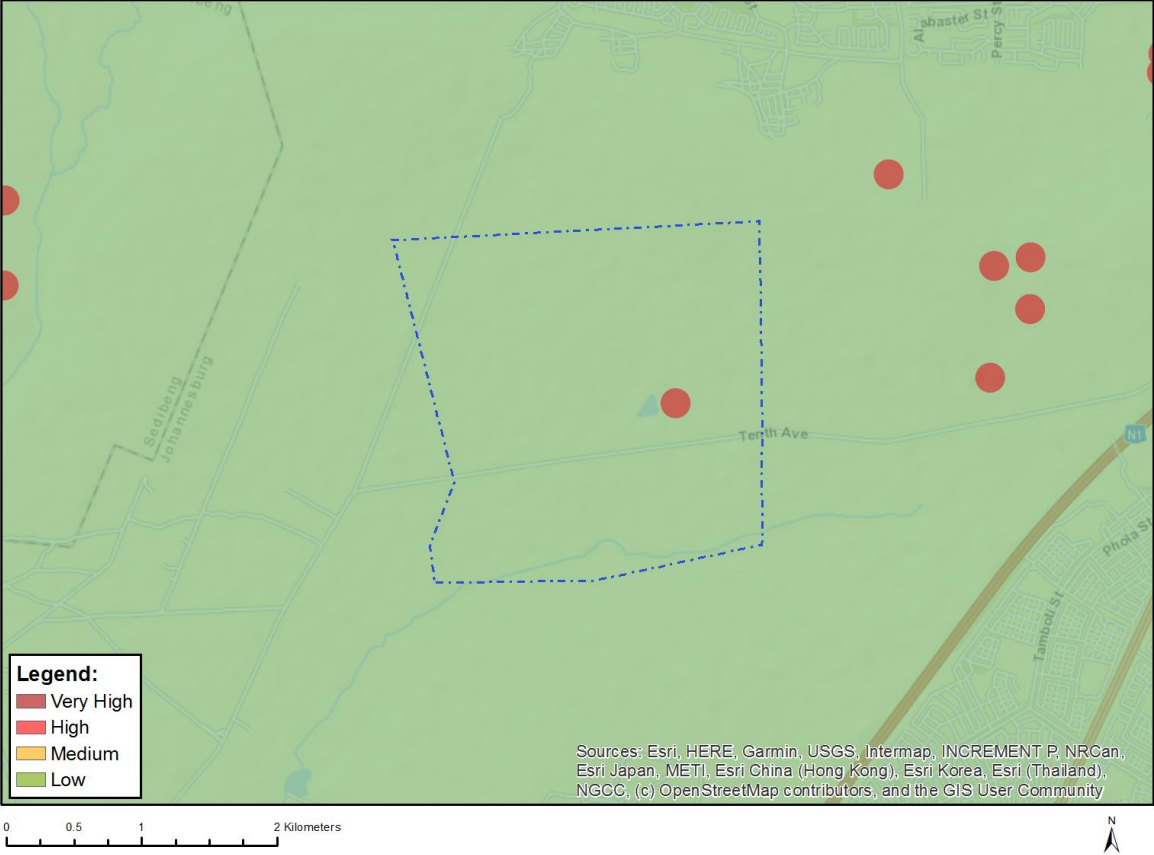 Alabaster St
Percy St
Sedibeng
Johannesburg
Tenth Ave
N1
Phola St
Tamboti St
Legend:
Very High
High
Medium
Low
Sources: Esri, HERE, Garmin, USGS, Intermap, INCREMENT P, NRCan,
Esri Japan, METI, Esri China (Hong Kong), Esri Korea, Esri (Thailand),
NGCC, (c) OpenStreetMap contributors, and the GIS User Community
0 0.5 1 2 Kilometers
N